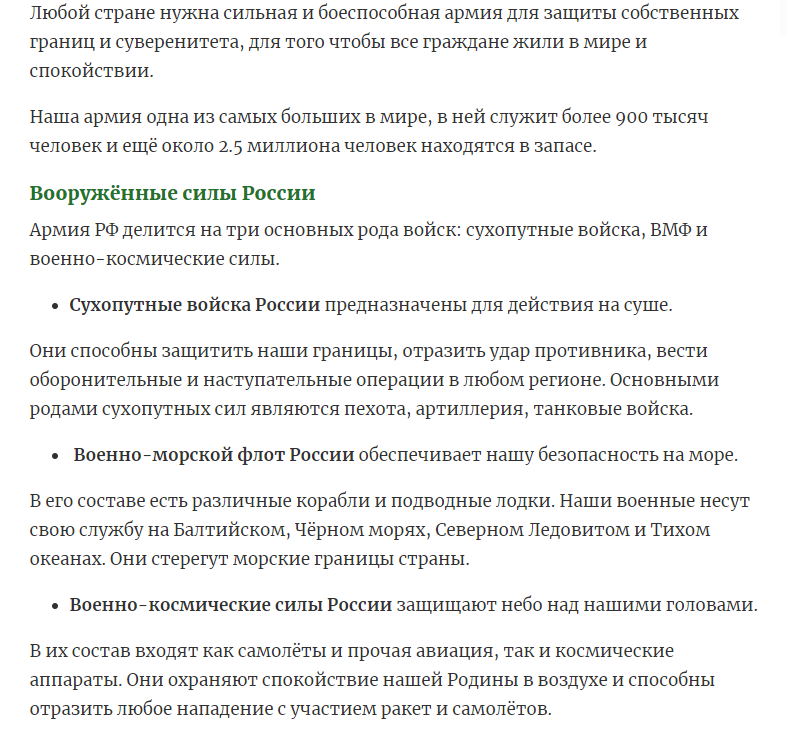 Любой стране нужна сильная и боеспособная армия для защиты собственных
границ и суверенитета, для того чтобы все граждане жили в мире и
спокойствии.
Наша армия одна из самых больших в мире, в ней служит более 900 тысяч
человек и ещё около 2.5 миллиона человек находятся в запасе.
Вооружённые силы России
Армия РФ делится на три основных рода войск: сухопутные войска, ВМФ и
военно-космические силы.
• Сухопутные войска России предназначены для действия на суше.
Они способны защитить наши границы, отразить удар противника, вести
оборонительные и наступательные операции в любом регионе. Основными
родами сухопутных сил являются пехота, артиллерия, танковые войска.
• Военно-морской флот России обеспечивает нашу безопасность на море.
В его составе есть различные корабли и подводные лодки. Наши военные несут
свою службу на Балтийском, Чёрном морях, Северном Ледовитом и Тихом
океанах. Они стерегут морские границы страны.
• Военно-космические силы России защищают небо над нашими головами.
В их состав входят как самолёты и прочая авиация, так и космические
аппараты. Они охраняют спокойствие нашей Родины в воздухе и способны
отразить любое нападение с участием ракет и самолётов.